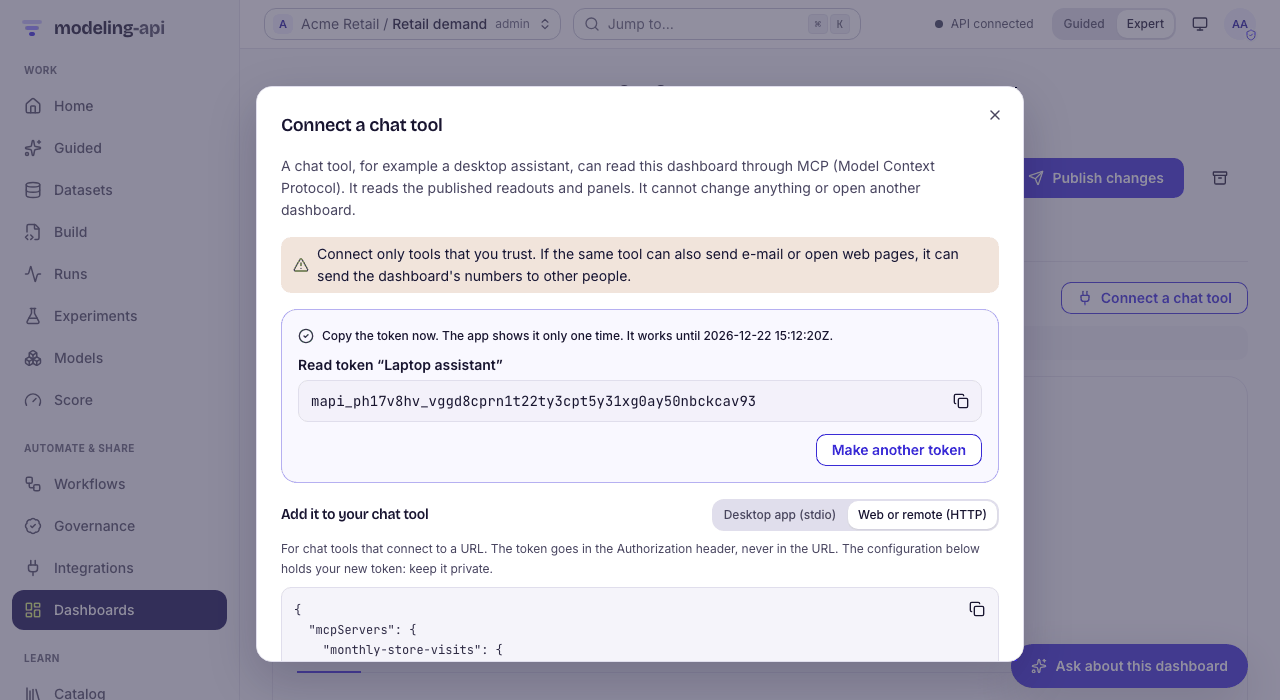 modeling-api
A
Acme Retail / Retail demand admin
Jump to...
⌘ K
API connected
Guided Expert
AA
WORK
Home
Guided
Datasets
Build
Runs
Experiments
Models
Score
AUTOMATE & SHARE
Workflows
Governance
Integrations
Dashboards
LEARN
Catalog
Publish changes
Connect a chat tool
Connect a chat tool
A chat tool, for example a desktop assistant, can read this dashboard through MCP (Model Context
Protocol). It reads the published readouts and panels. It cannot change anything or open another
dashboard.
Connect only tools that you trust. If the same tool can also send e-mail or open web pages, it can
send the dashboard's numbers to other people.
Copy the token now. The app shows it only one time. It works until 2026-12-22 15:12:20Z.
Read token “Laptop assistant”
mapi_ph17v8hv_vggd8cprn1t22ty3cpt5y31xg0ay50nbckcav93
Make another token
Add it to your chat tool
Desktop app (stdio) Web or remote (HTTP)
For chat tools that connect to a URL. The token goes in the Authorization header, never in the URL. The configuration below
holds your new token: keep it private.
{
"mcpServers": {
"monthly-store-visits": {
Ask about this dashboard